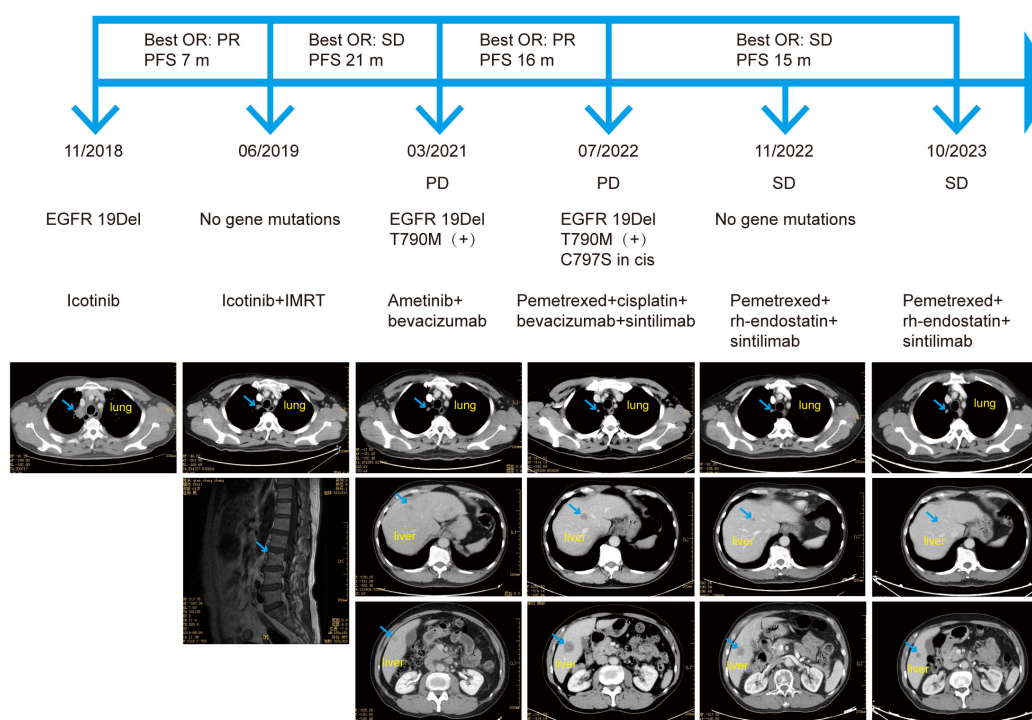 Best OR: PR
PFS 7 m
Best OR: SD
PFS 21 m
Best OR: PR
PFS 16 m
Best OR: SD
PFS 15 m
11/2018
06/2019
03/2021
07/2022
11/2022
10/2023
PD
PD
SD
SD
EGFR 19Del
No gene mutations
EGFR 19Del
T790M（+）
EGFR 19Del
T790M（+）
C797S in cis
No gene mutations
Icotinib
Icotinib+IMRT
Ametinib+
bevacizumab
Pemetrexed+cisplatin+
bevacizumab+sintilimab
Pemetrexed+
rh-endostatin+
sintilimab
Pemetrexed+
rh-endostatin+
sintilimab
lung
lung
lung
lung
lung
lung
liver
liver
liver
liver
liver
liver
liver
liver